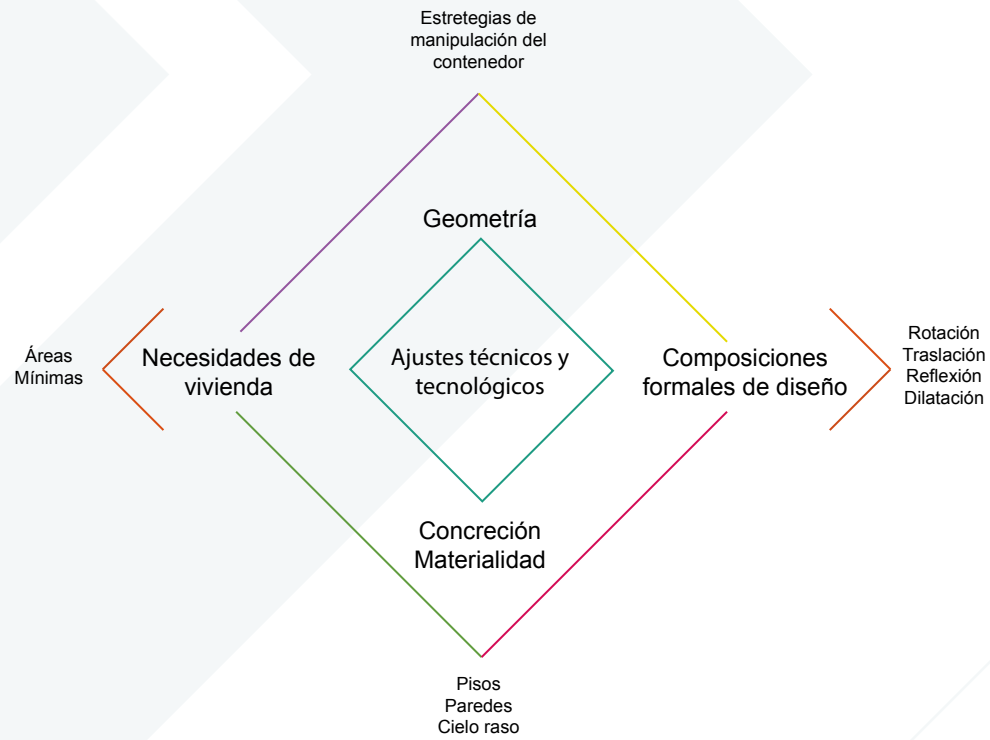 Estretegias de
manipulación del
contenedor
Geometría
Áreas
Mínimas
Necesidades de
vivienda
Ajustes técnicos y
tecnológicos
Composiciones
formales de diseño
Rotación
Traslación
Reflexión
Dilatación
Concreción
Materialidad
Pisos
Paredes
Cielo raso